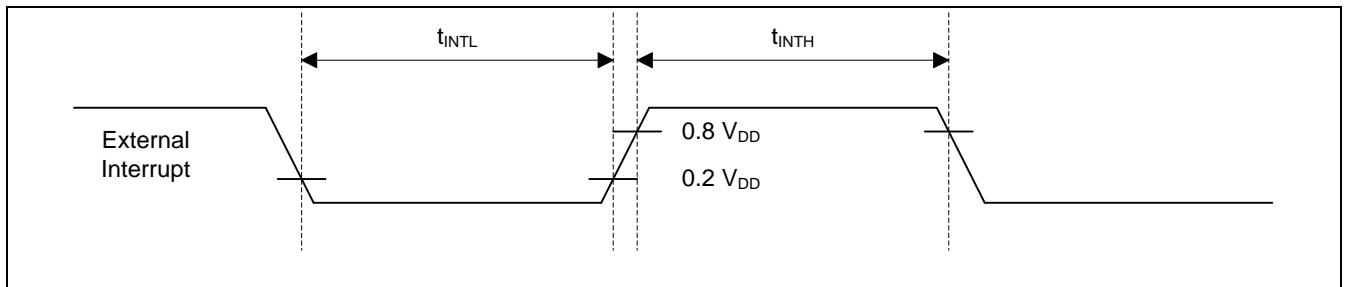 tINTL
tINTH
External
Interrupt
0.8 VDD
0.2 VDD